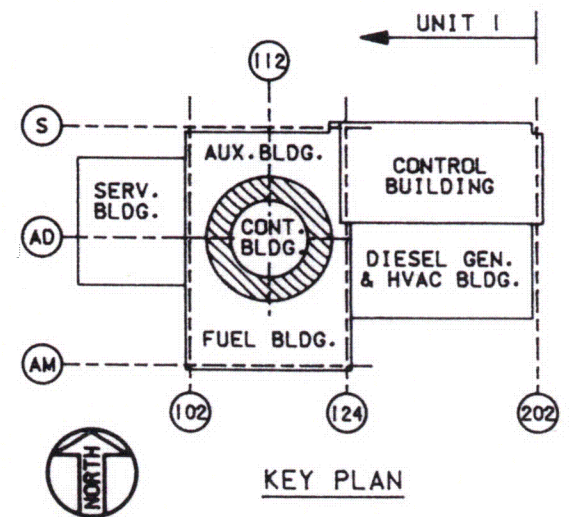 UNIT 1
112
S
AUX. BLDG.
CONTROL
BUILDING
SERV.
BLDG.
AD
CONT.
BLDG.
DIESEL GEN.
& HVAC BLDG.
FUEL BLDG.
AM
102
124
202
NORTH
KEY PLAN